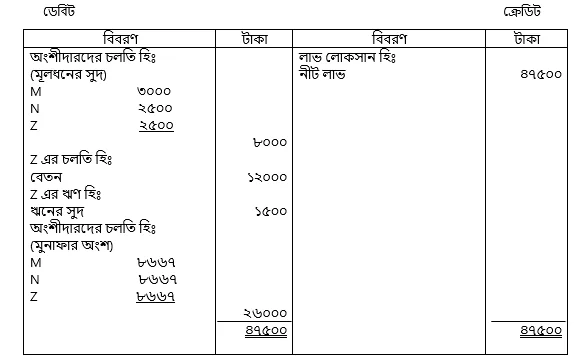 ডেবিট ক্রেডিট
বিবরণ টাকা বিবরণ টাকা
অংশীদারদের চলতি হিঃ লাভ লোকসান হিঃ
(মূলধনের সুদ) নীট লাভ ৪৭৫০০
M ৩০০০
N ২৫০০
Z ২৫০০
৮০০০
Z এর চলতি হিঃ
বেতন ১২০০০
Z এর ঋণ হিঃ
ঋনের সুদ ১৫০০
অংশীদারদের চলতি হিঃ
(মুনাফার অংশ)
M ৮৬৬৭
N ৮৬৬৭
Z ৮৬৬৭
২৬০০০
৪৭৫০০ ৪৭৫০০